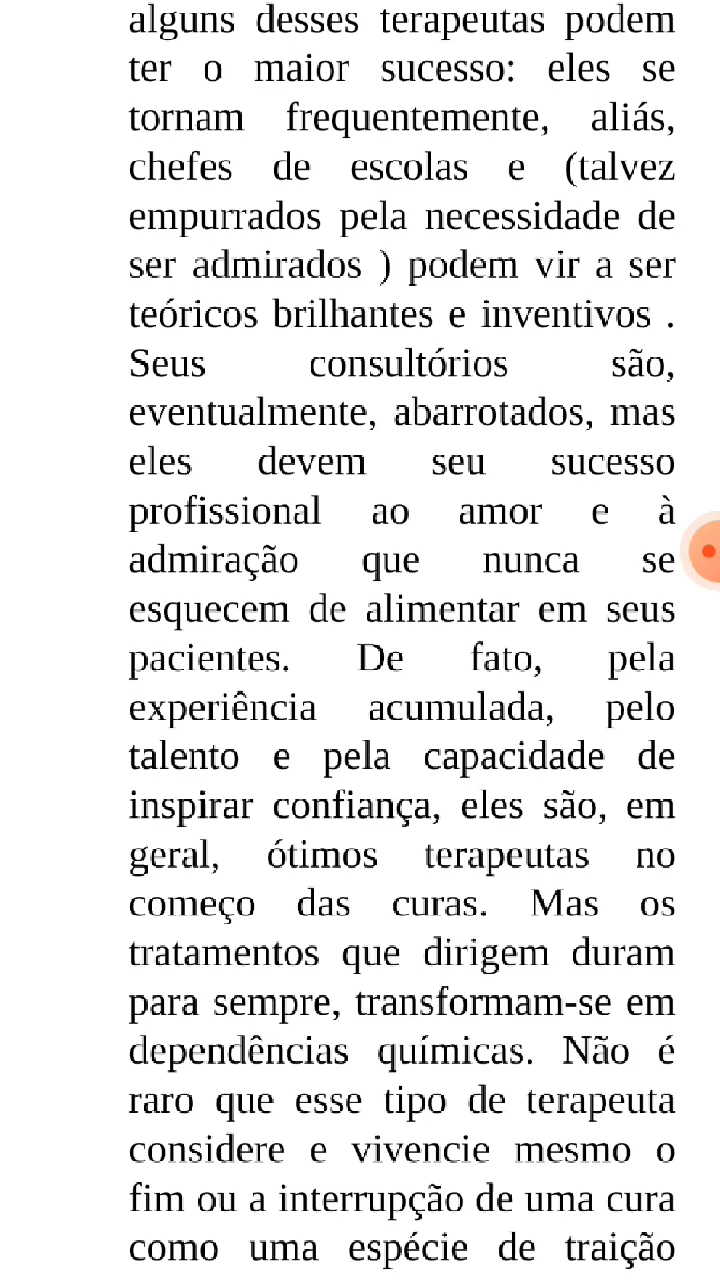 alguns desses terapeutas podem
ter o maior sucesso: eles se
tornam frequentemente, aliás,
chefes de escolas e (talvez
empurrados pela necessidade de
ser admirados ) podem vir a ser
teóricos brilhantes e inventivos .
Seus consultórios são,
eventualmente, abarrotados, mas
eles devem seu sucesso
profissional ao amor e à
admiração que nunca se
esquecem de alimentar em seus
pacientes. De fato, pela
experiência acumulada, pelo
talento e pela capacidade de
inspirar confiança, eles são, em
geral, ótimos terapeutas no
começo das curas. Mas os
tratamentos que dirigem duram
para sempre, transformam-se em
dependências químicas. Não é
raro que esse tipo de terapeuta
considere e vivencie mesmo o
fim ou a interrupção de uma cura
como uma espécie de traição